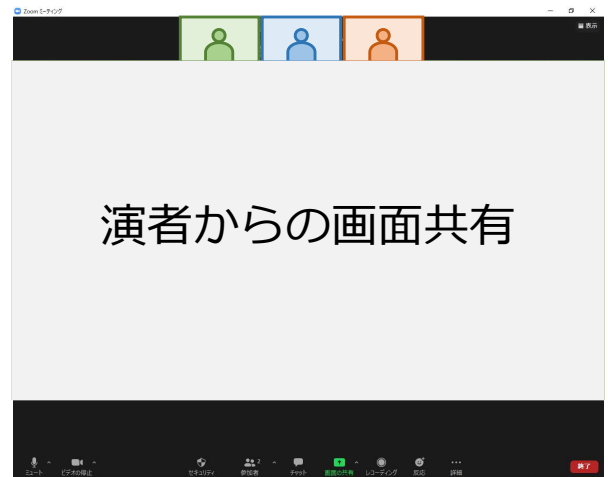 Zoom ミーティング
表示
演者からの画面共有
ミュート
ビデオの停止
セキュリティ
参加者
2
チャット
画面の共有
レコーディング
反応
詳細
終了